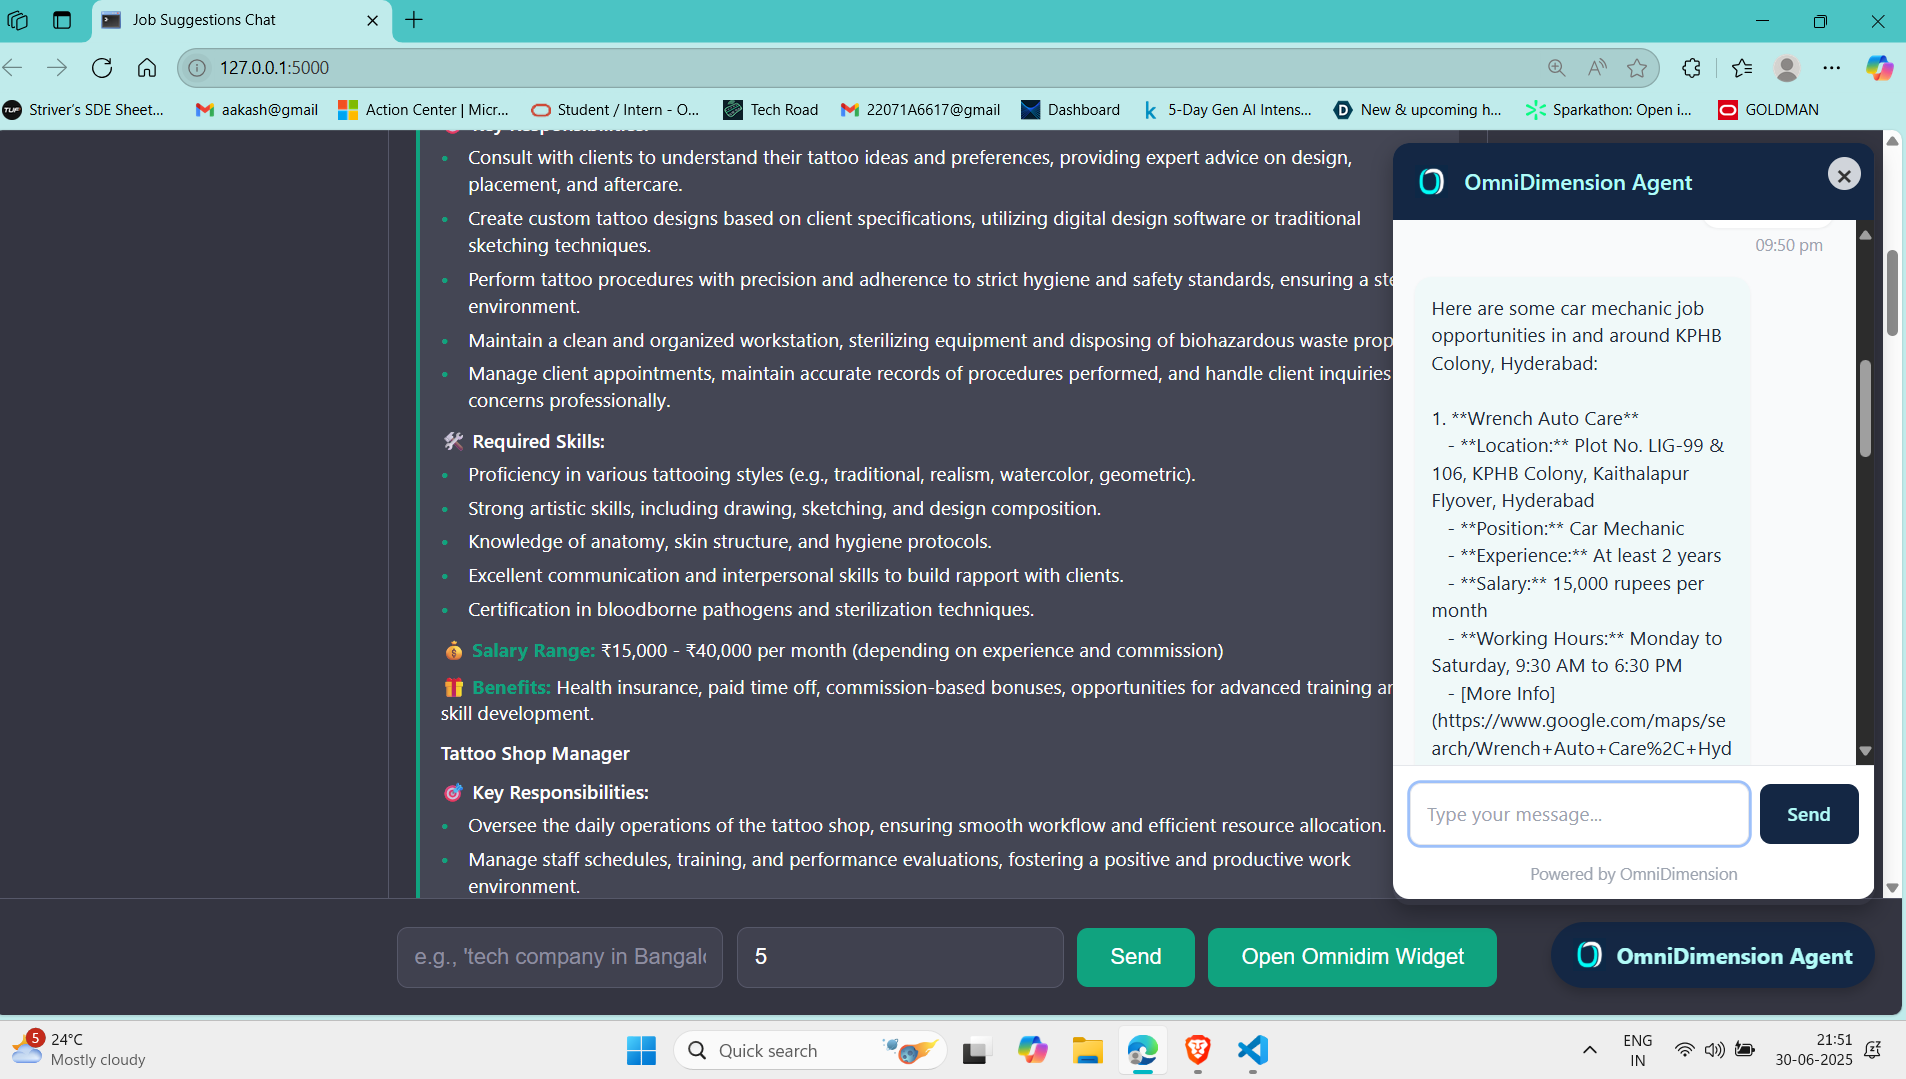 Job Suggestions Chat
127.0.0.1:5000
TUF Striver's SDE Sheet...
aakash@gmail
Action Center | Micr...
Student / Intern - O...
Tech Road
22071A6617@gmail
Dashboard
5-Day Gen AI Intens...
New & upcoming h...
Sparkathon: Open i...
GOLDMAN
Key Responsibilities:
Consult with clients to understand their tattoo ideas and preferences, providing expert advice on design,
placement, and aftercare.
Create custom tattoo designs based on client specifications, utilizing digital design software or traditional
sketching techniques.
Perform tattoo procedures with precision and adherence to strict hygiene and safety standards, ensuring a ste
environment.
Maintain a clean and organized workstation, sterilizing equipment and disposing of biohazardous waste prop
Manage client appointments, maintain accurate records of procedures performed, and handle client inquiries
concerns professionally.
🛠 Required Skills:
Proficiency in various tattooing styles (e.g., traditional, realism, watercolor, geometric).
Strong artistic skills, including drawing, sketching, and design composition.
Knowledge of anatomy, skin structure, and hygiene protocols.
Excellent communication and interpersonal skills to build rapport with clients.
Certification in bloodborne pathogens and sterilization techniques.
💰 Salary Range: ₹15,000 - ₹40,000 per month (depending on experience and commission)
🎁 Benefits: Health insurance, paid time off, commission-based bonuses, opportunities for advanced training ar
skill development.
Tattoo Shop Manager
🎯 Key Responsibilities:
Oversee the daily operations of the tattoo shop, ensuring smooth workflow and efficient resource allocation.
Manage staff schedules, training, and performance evaluations, fostering a positive and productive work
environment.
OmniDimension Agent
09:50 pm
Here are some car mechanic job
opportunities in and around KPHB
Colony, Hyderabad:
1. **Wrench Auto Care**
- **Location:** Plot No. LIG-99 &
106, KPHB Colony, Kaithalapur
Flyover, Hyderabad
- **Position:** Car Mechanic
- **Experience:** At least 2 years
- **Salary:** 15,000 rupees per
month
- **Working Hours:** Monday to
Saturday, 9:30 AM to 6:30 PM
- [More Info]
(https://www.google.com/maps/se
arch/Wrench+Auto+Care%2C+Hyd
Type your message...
Send
Powered by OmniDimension
e.g., 'tech company in Bangalo
5
Send
Open Omnidim Widget
OmniDimension Agent
5
24°C
Mostly cloudy
Quick search
ENG
IN
21:51
30-06-2025